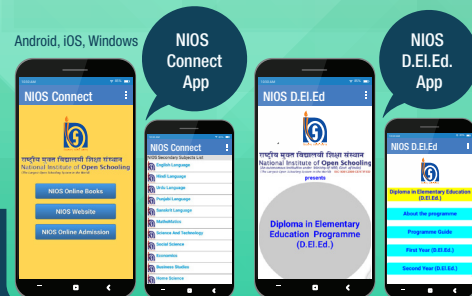 Android, iOS, Windows
NIOS
Connect
App
NIOS Connect
राष्ट्रीय मुक्त विद्यालयी शिक्षा संस्थान
National Institute of Open Schooling
NIOS Online Books
NIOS Website
NIOS Online Admission
NIOS Connect
NIOS Secondary Subjects List
English Language
Hindi Language
Urdu Language
Punjabi Language
Sanskrit Language
Mathematics
Science And Technology
Social Science
Economics
Business Studies
Home Science
NIOS D.El.Ed
राष्ट्रीय मुक्त विद्यालयी शिक्षा संस्थान
National Institute of Open Schooling
presents
Diploma in Elementary
Education Programme
(D.El.Ed.)
NIOS
D.El.Ed.
App
NIOS D.El.Ed
Diploma in Elementary Education
(D.El.Ed.)
About the programme
Programme Guide
First Year (D.El.Ed.)
Second Year (D.El.Ed.)